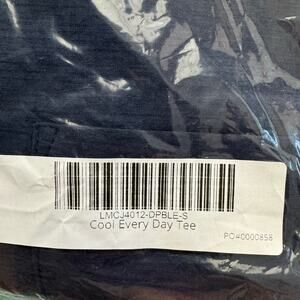 LMCJ4012-DPBLE-S
Cool Every Day Tee
PO#0000858